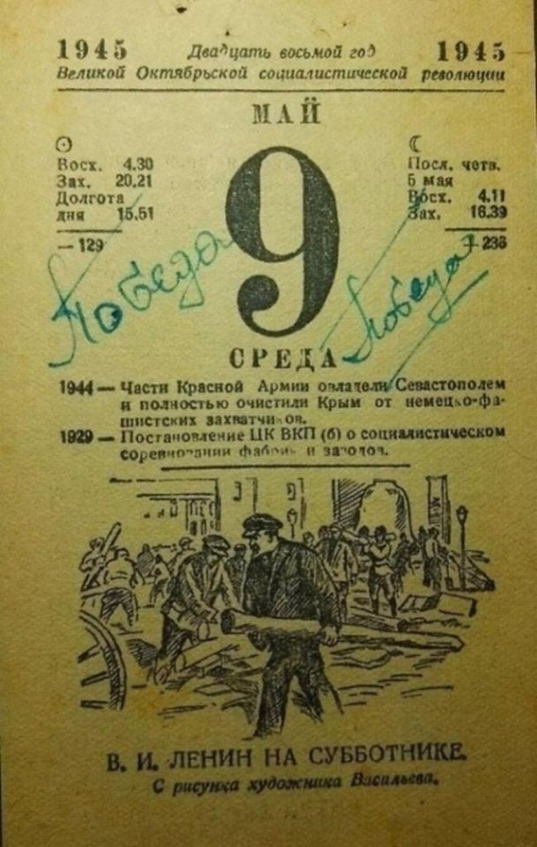 1945 Двадцать восьмой год 1945
Великой Октябрьской социалистической революции
МАЙ
Восх. 4.30
Зах. 20.21
Долгота
дня 15.51
— 129
9
Посл. четв.
5 мая
Восх. 4.11
Зах. 16.39
+ 236
Победа
Победа!
СРЕДА
1944 — Части Красной Армии овладели Севастополем
и полностью очистили Крым от немецко-фа-
шистских захватчиков.
1929 — Постановление ЦК ВКП (б) о социалистическом
соревновании фабрик и заводов.
В. И. ЛЕНИН НА СУББОТНИКЕ.
С рисунка художника Васильева.